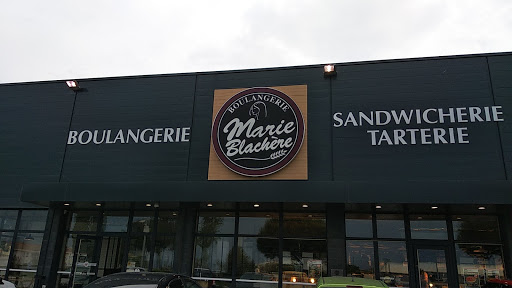 BOULANGERIE
BOULANGERIE
Marie
Blachère
SANDWICHERIE
TARTERIE